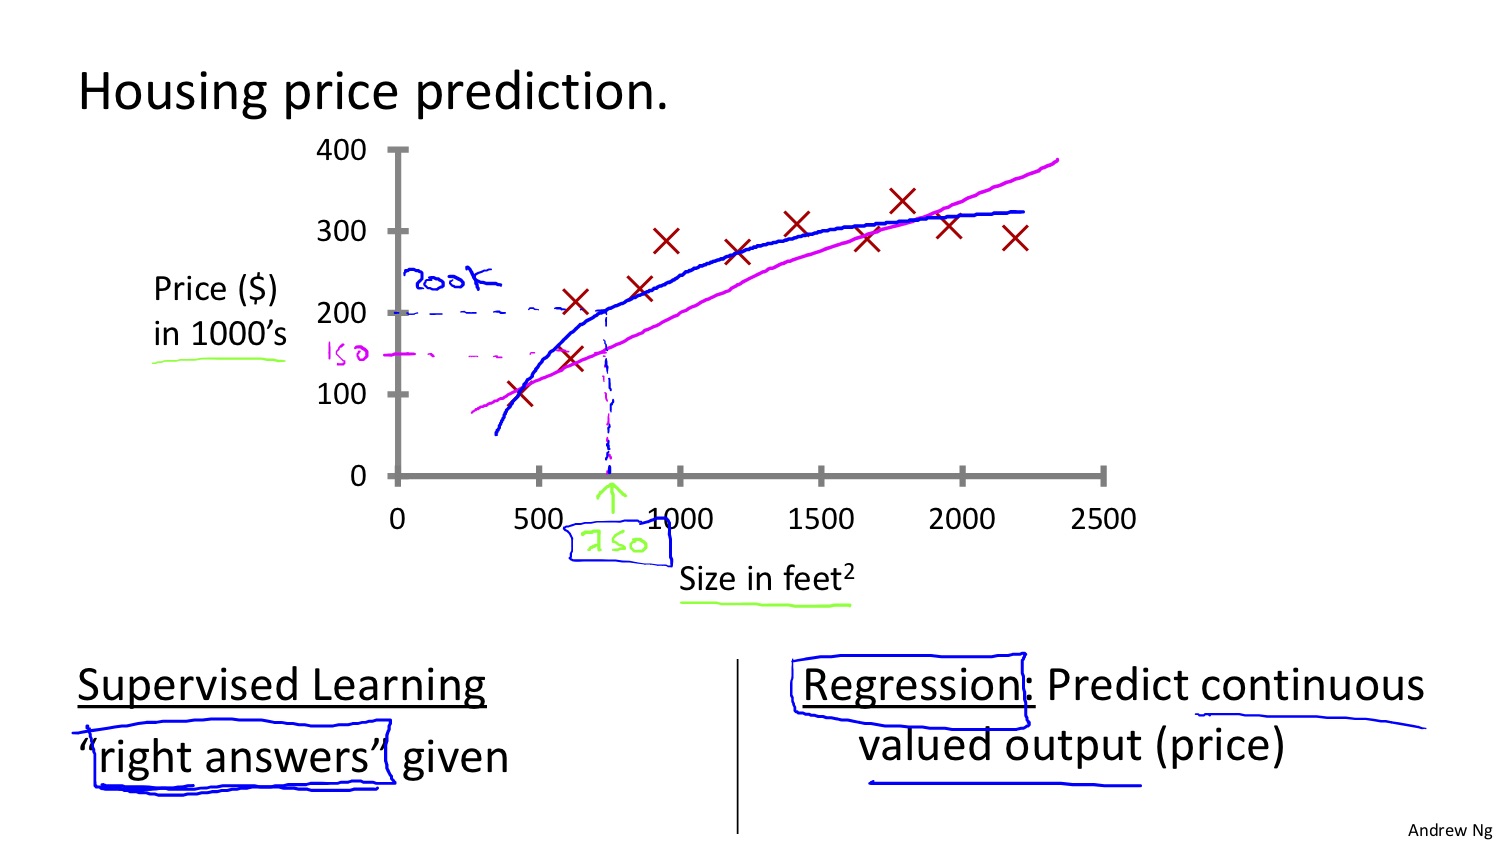 Housing price prediction.
400
300
200K
Price ($)
in 1000’s
200
150
100
0
0 500 1000 1500 2000 2500
750
Size in feet²
Supervised Learning
“right answers” given
Regression: Predict continuous
valued output (price)
Andrew Ng